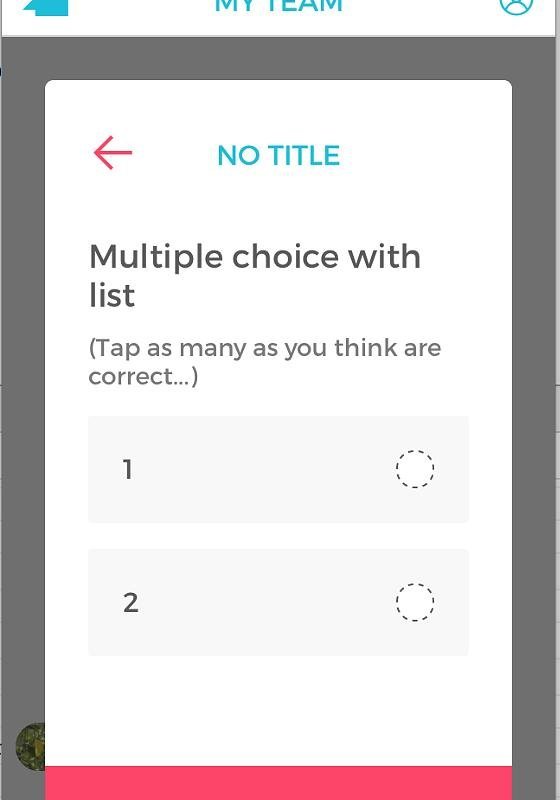 MY TEAM
NO TITLE
Multiple choice with
list
(Tap as many as you think are
correct...)
1
2